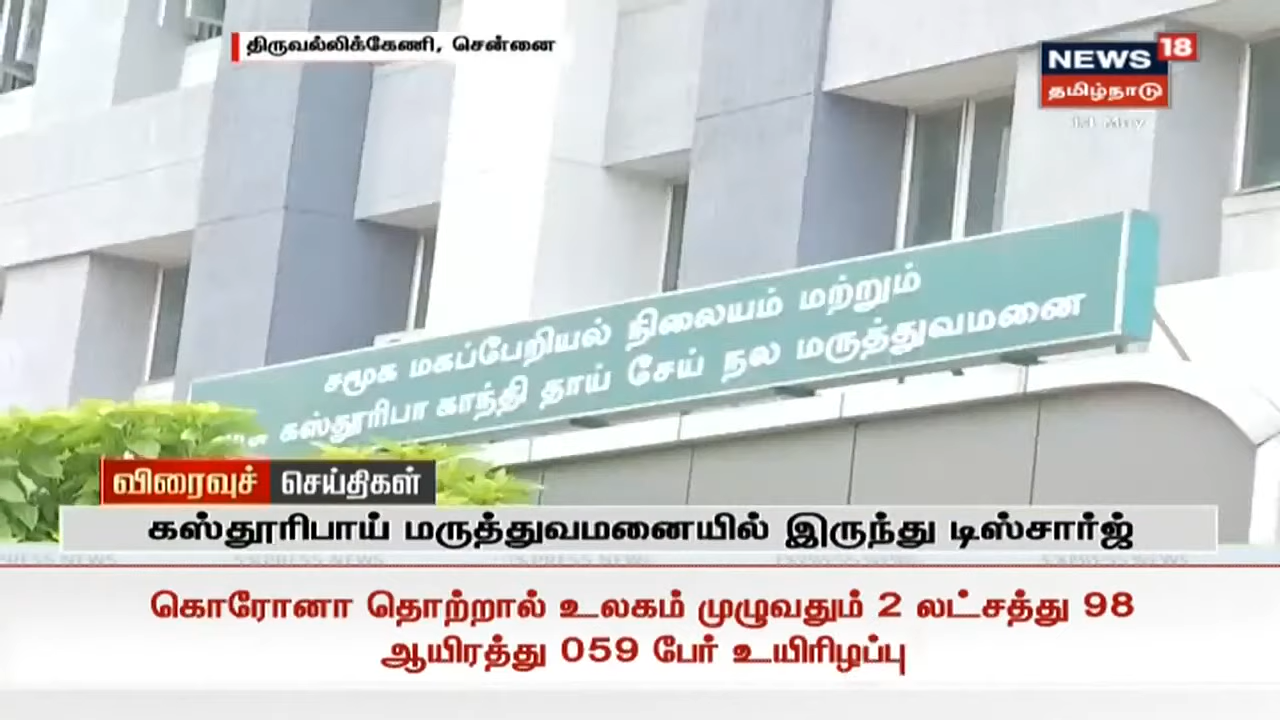 திருவல்லிக்கேணி, சென்னை
NEWS 18
தமிழ்நாடு
சமூக மகப்பேறியல் நிலையம் மற்றும்
கஸ்தூரிபா காந்தி தாய் சேய் நல மருத்துவமனை
விரைவுச் செய்திகள்
கஸ்தூரிபாய் மருத்துவமனையில் இருந்து டிஸ்சார்ஜ்
கொரோனா தொற்றால் உலகம் முழுவதும் 2 லட்சத்து 98
ஆயிரத்து 059 பேர் உயிரிழப்பு